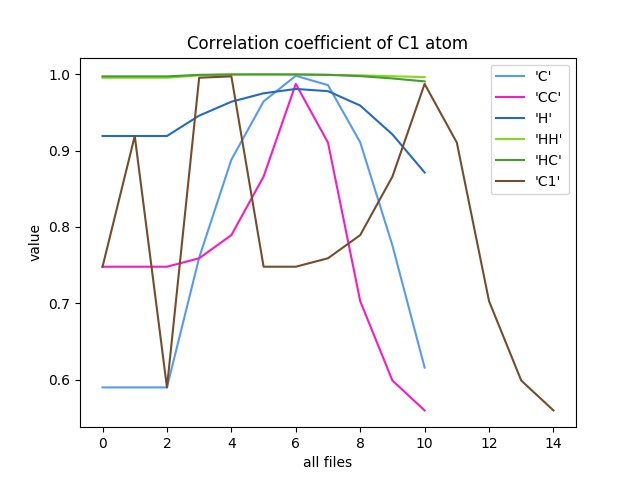 Correlation coefficient of C1 atom
1.0
0.9
0.8
0.7
0.6
value
'C'
'CC'
'H'
'HH'
'HC'
'C1'
0 2 4 6 8 10 12 14
all files